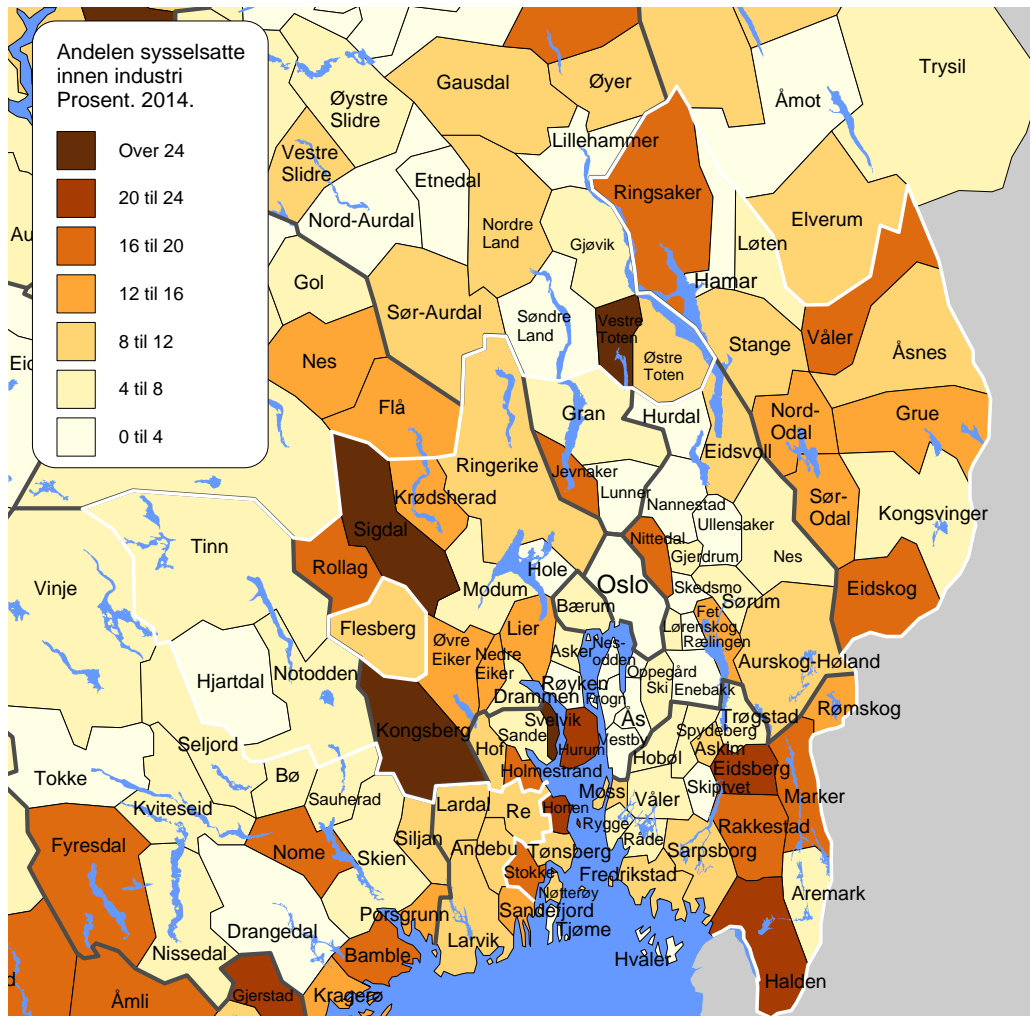 Andelen sysselsatte
innen industri
Prosent. 2014.
Over 24
20 til 24
16 til 20
12 til 16
8 til 12
4 til 8
0 til 4
Trysil
Gausdal
Øyer
Åmot
Øystre
Slidre
Lillehammer
Vestre
Slidre
Etnedal
Ringsaker
Nord-Aurdal
Nordre
Land
Gjøvik
Elverum
Løten
Au
Gol
Hamar
Sør-Aurdal
Søndre
Land
Vestre
Toten
Østre
Toten
Stange
Våler
Åsnes
Eid
Nes
Flå
Gran
Hurdal
Nord-
Odal
Grue
Ringerike
Jevnaker
Eidsvoll
Krødsherad
Lunner
Nannestad
Sør-
Odal
Kongsvinger
Sigdal
Ullensaker
Nittedal
Gjerdrum
Nes
Tinn
Rollag
Hole
Oslo
Vinje
Modum
Skedsmo
Sørum
Eidskog
Bærum
Fet
Flesberg
Lier
Lørenskog
Rælingen
Øvre
Eiker
Nedre
Eiker
Asker
Nes-
odden
Oppegård
Ski
Aurskog-Høland
Notodden
Hjartdal
Røyken
Enebakk
Drammen
Frogn
Ås
Rømskog
Trøgstad
Kongsberg
Svelvik
Sande
Vestby
Spydeberg
Seljord
Hof
Hurum
Hobøl
Askim
Eidsberg
Tokke
Bø
Holmestrand
Skiptvet
Kviteseid
Sauherad
Lardal
Re
Horten
Moss
Våler
Marker
Rygge
Rakkestad
Fyresdal
Nome
Skien
Siljan
Andebu
Tønsberg
Råde
Sarpsborg
Stokke
Fredrikstad
Nøtterøy
Aremark
Porsgrunn
Sandefjord
Drangedal
Tjøme
Nissedal
Larvik
Bamble
Hvaler
d
Halden
Åmli
Gjerstad
Kragerø